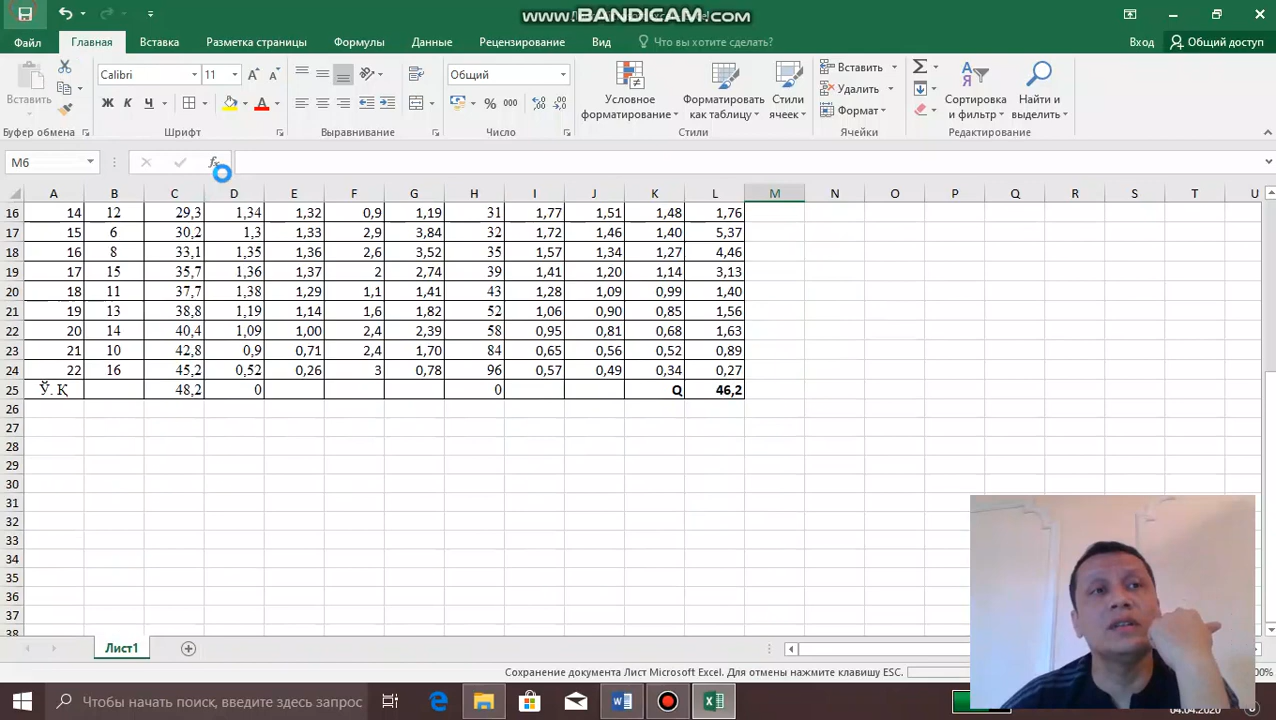 www.BANDICAM.com
Файл Главная Вставка Разметка страницы Формулы Данные Рецензирование Вид Что вы хотите сделать? Вход Общий доступ
Вставить
Calibri 11
Общий
Условное форматирование
Форматировать как таблицу
Стили ячеек
Вставить
Удалить
Формат
Сортировка и фильтр
Найти и выделить
Ж К Ч
% 000
Буфер обмена Шрифт Выравнивание Число Стили Ячейки Редактирование
M6 fx
A B C D E F G H I J K L M N O P Q R S T U
16 14 12 29,3 1,34 1,32 0,9 1,19 31 1,77 1,51 1,48 1,76
17 15 6 30,2 1,3 1,33 2,9 3,84 32 1,72 1,46 1,40 5,37
18 16 8 33,1 1,35 1,36 2,6 3,52 35 1,57 1,34 1,27 4,46
19 17 15 35,7 1,36 1,37 2 2,74 39 1,41 1,20 1,14 3,13
20 18 11 37,7 1,38 1,29 1,1 1,41 43 1,28 1,09 0,99 1,40
21 19 13 38,8 1,19 1,14 1,6 1,82 52 1,06 0,90 0,85 1,56
22 20 14 40,4 1,09 1,00 2,4 2,39 58 0,95 0,81 0,68 1,63
23 21 10 42,8 0,9 0,71 2,4 1,70 84 0,65 0,56 0,52 0,89
24 22 16 45,2 0,52 0,26 3 0,78 96 0,57 0,49 0,34 0,27
25 Ў. Қ 48,2 0 0 Q 46,2
26
27
28
29
30
31
32
33
34
35
36
37
38
Лист1
Сохранение документа Лист Microsoft Excel. Для отмены нажмите клавишу ESC.
Чтобы начать поиск, введите здесь запрос
04.04.2020